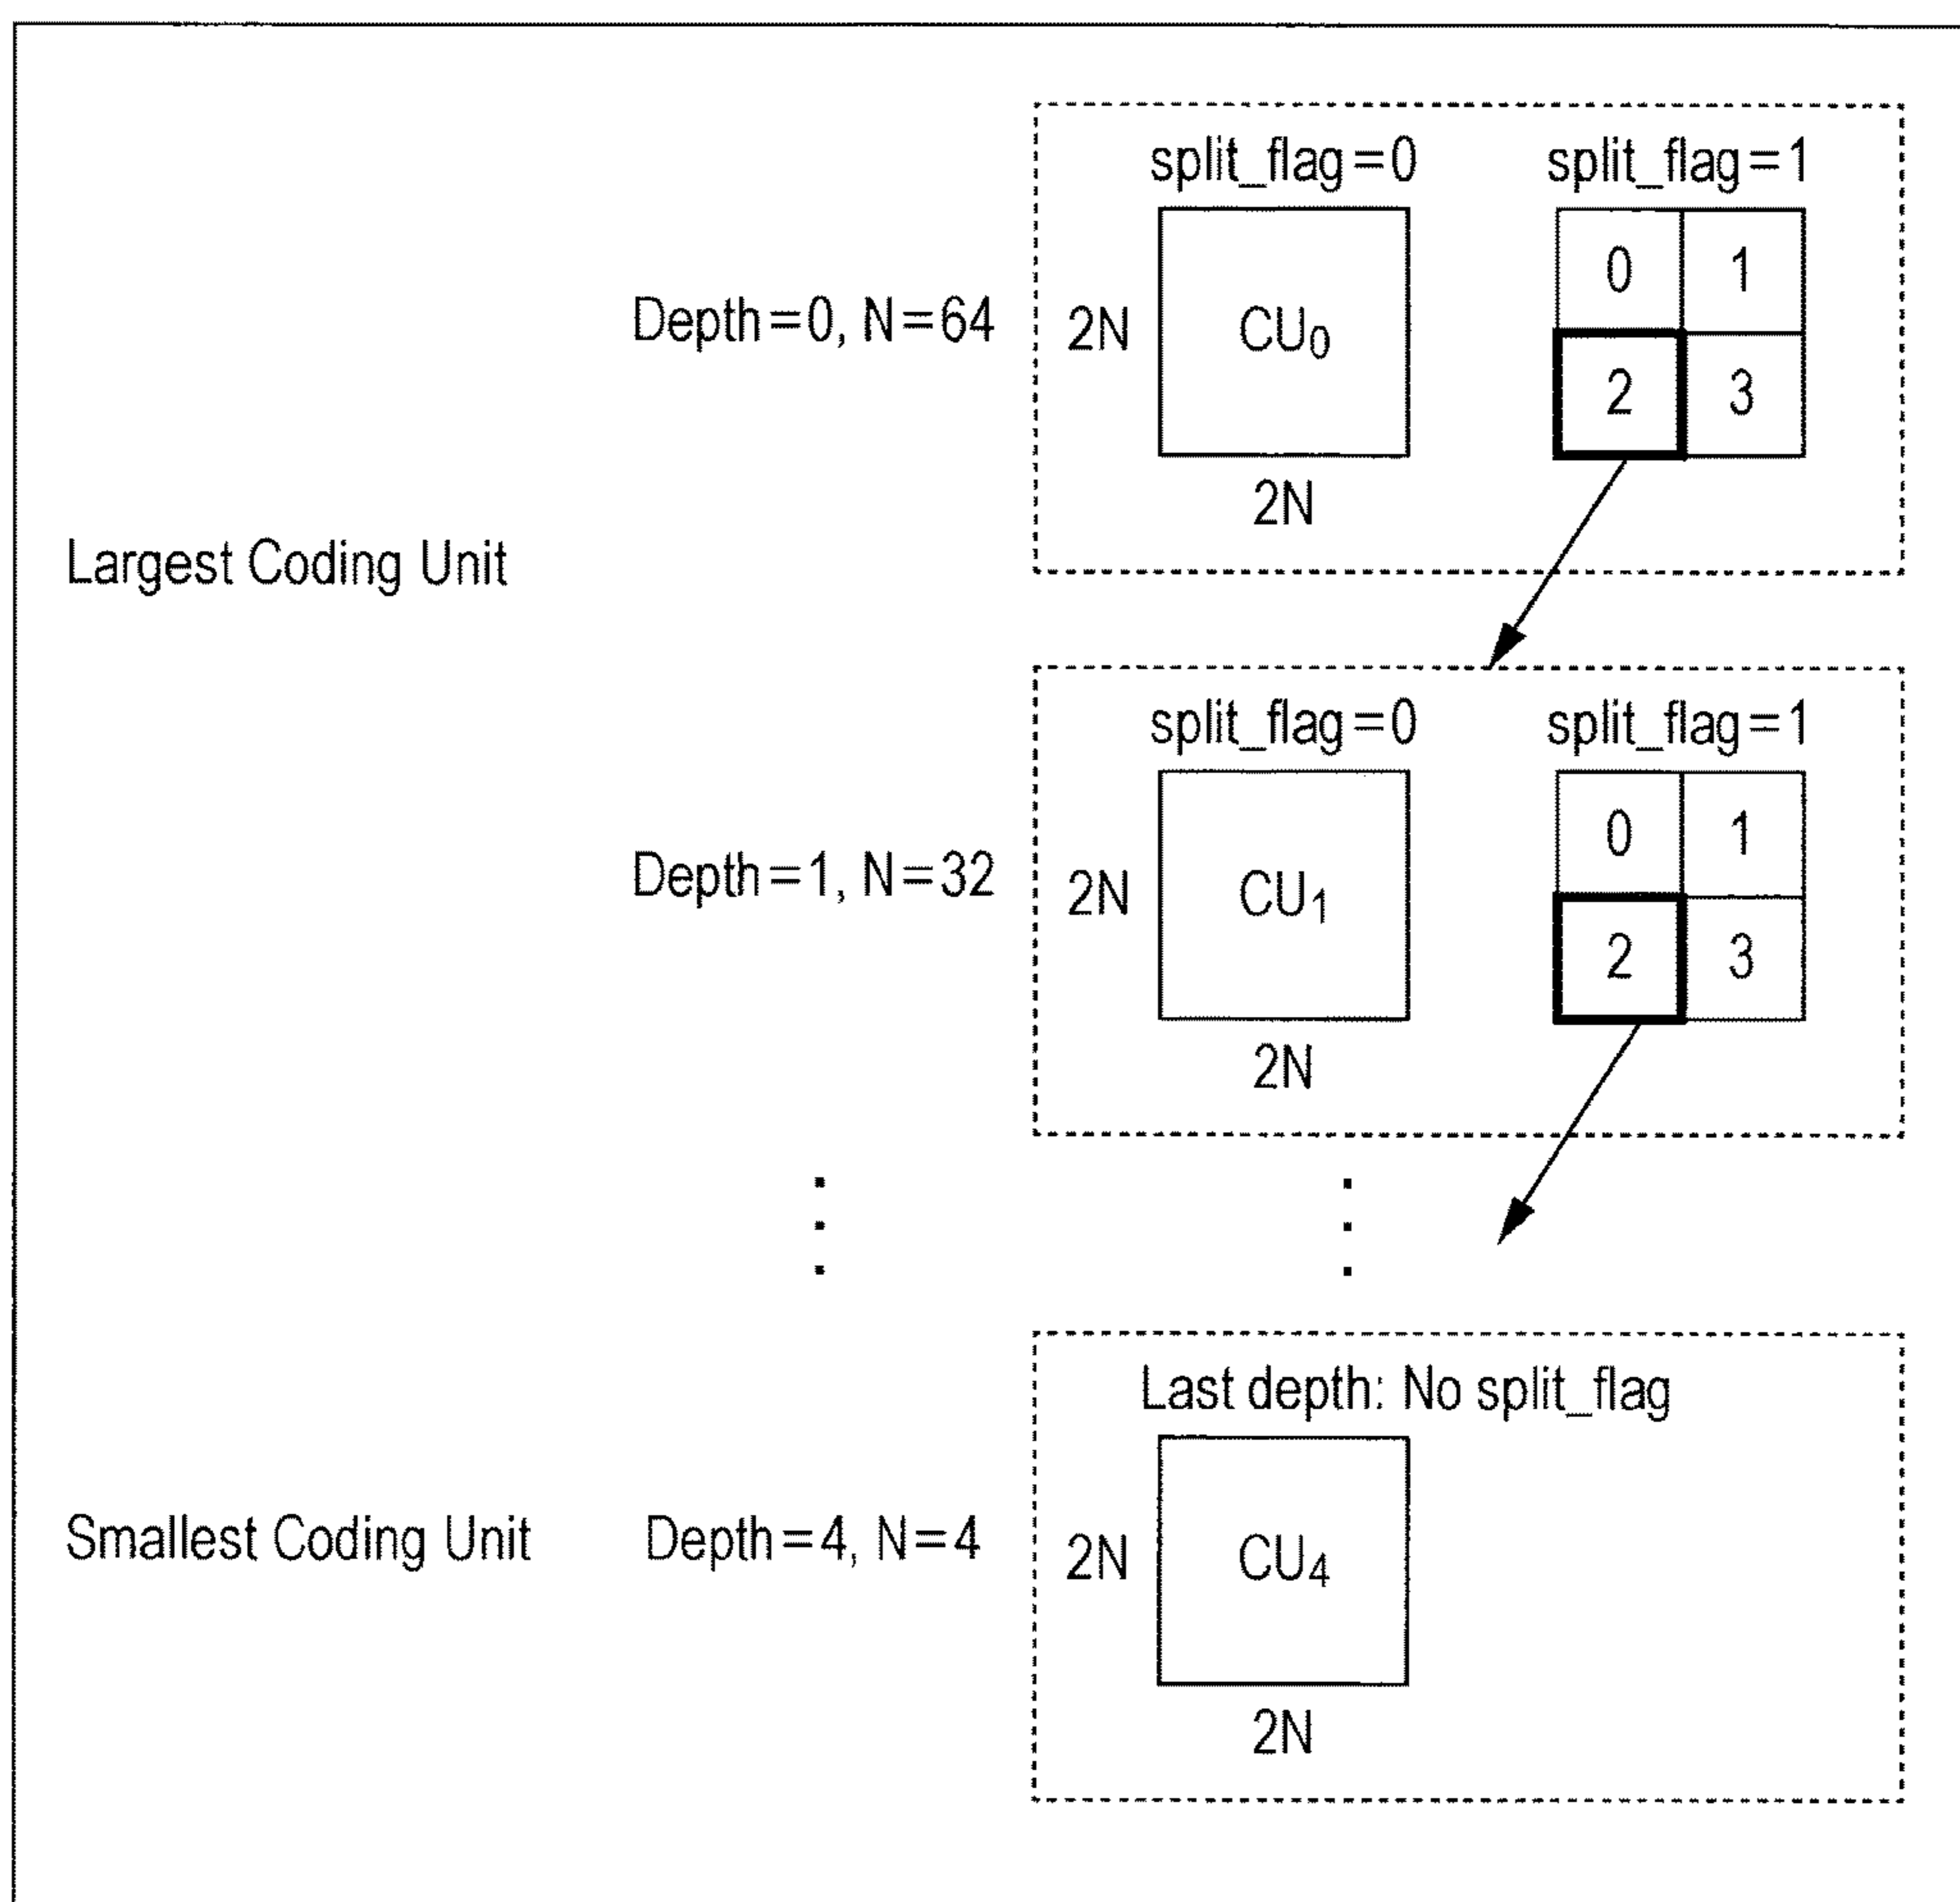 split_flag=0 split_flag=1
0 1
Depth=0, N=64 2N CU0
2 3
2N
Largest Coding Unit
split_flag=0 split_flag=1
0 1
Depth=1, N=32 2N CU1
2 3
2N
Last depth: No split_flag
Smallest Coding Unit Depth=4, N=4 2N CU4
2N